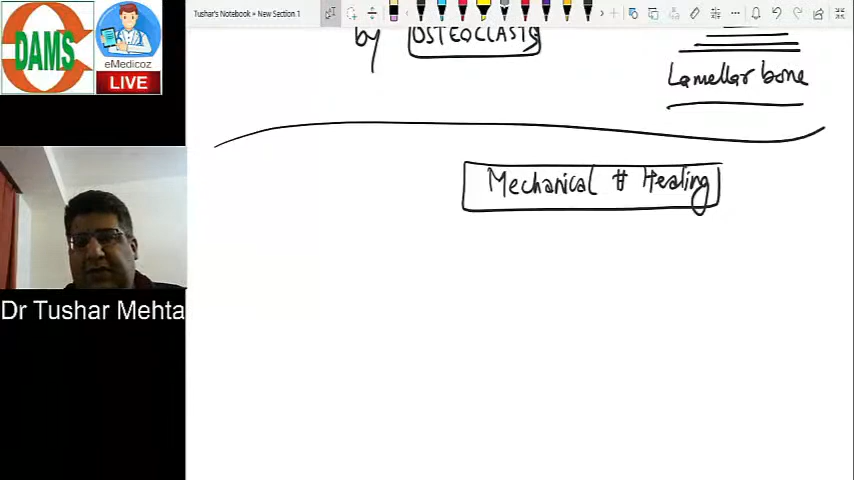 DAMS
eMedicoz
LIVE
Tushar's Notebook » New Section 1
by OSTEOCLASTS
Lamellar bone
Mechanical # Healing
Dr Tushar Mehta